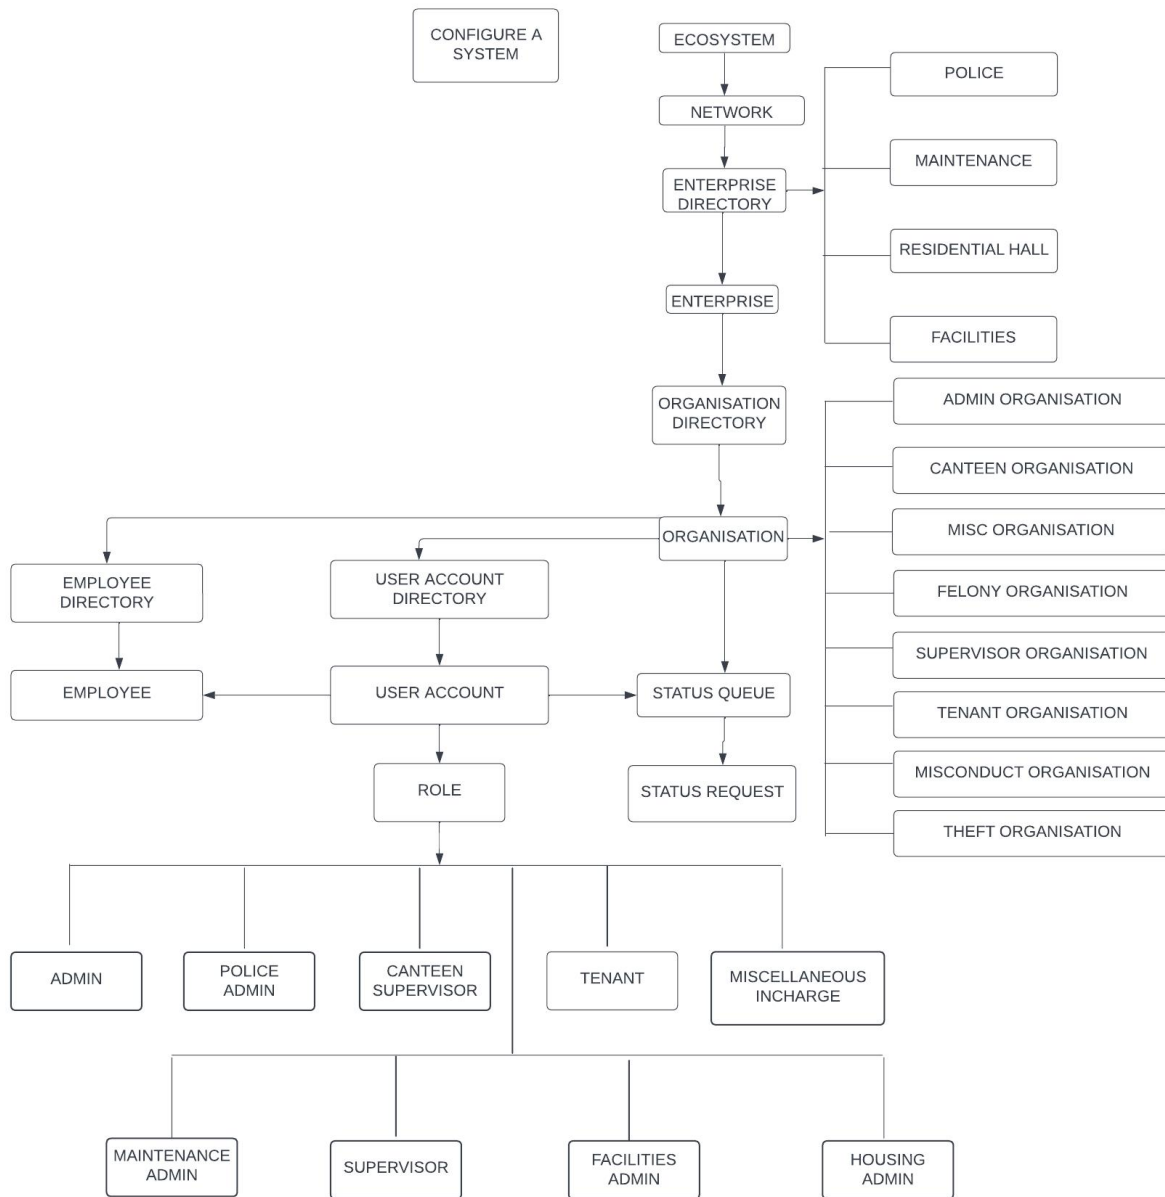 CONFIGURE A
SYSTEM
ECOSYSTEM
NETWORK
ENTERPRISE
DIRECTORY
POLICE
MAINTENANCE
RESIDENTIAL HALL
FACILITIES
ENTERPRISE
ORGANISATION
DIRECTORY
ORGANISATION
ADMIN ORGANISATION
CANTEEN ORGANISATION
MISC ORGANISATION
FELONY ORGANISATION
SUPERVISOR ORGANISATION
TENANT ORGANISATION
MISCONDUCT ORGANISATION
THEFT ORGANISATION
EMPLOYEE
DIRECTORY
USER ACCOUNT
DIRECTORY
EMPLOYEE
USER ACCOUNT
STATUS QUEUE
ROLE
STATUS REQUEST
ADMIN
POLICE
ADMIN
CANTEEN
SUPERVISOR
TENANT
MISCELLANEOUS
INCHARGE
MAINTENANCE
ADMIN
SUPERVISOR
FACILITIES
ADMIN
HOUSING
ADMIN